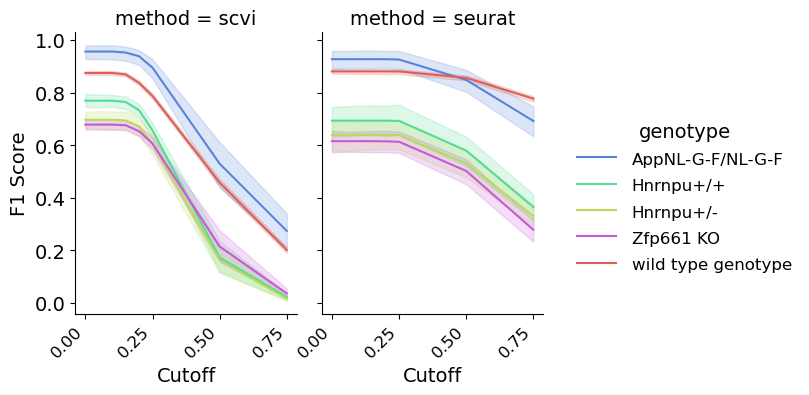 method = scvi
method = seurat
1.0
0.8
0.6
0.4
0.2
0.0
F1 Score
0.00
0.25
0.50
0.75
Cutoff
0.00
0.25
0.50
0.75
Cutoff
genotype
AppNL-G-F/NL-G-F
Hnrnpu+/+
Hnrnpu+/-
Zfp661 KO
wild type genotype